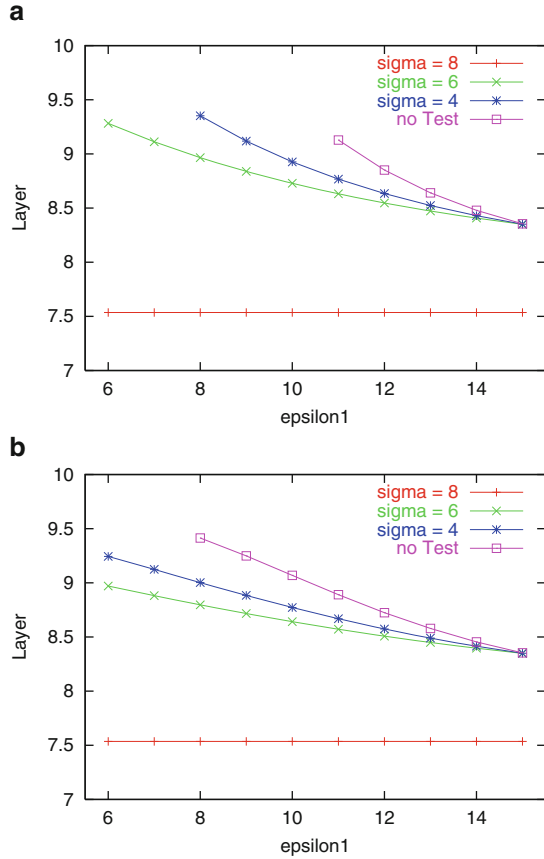 a
10
9.5
9
8.5
8
7.5
7
Layer
sigma = 8
sigma = 6
sigma = 4
no Test
6 8 10 12 14
epsilon1
b
10
9.5
9
8.5
8
7.5
7
Layer
sigma = 8
sigma = 6
sigma = 4
no Test
6 8 10 12 14
epsilon1